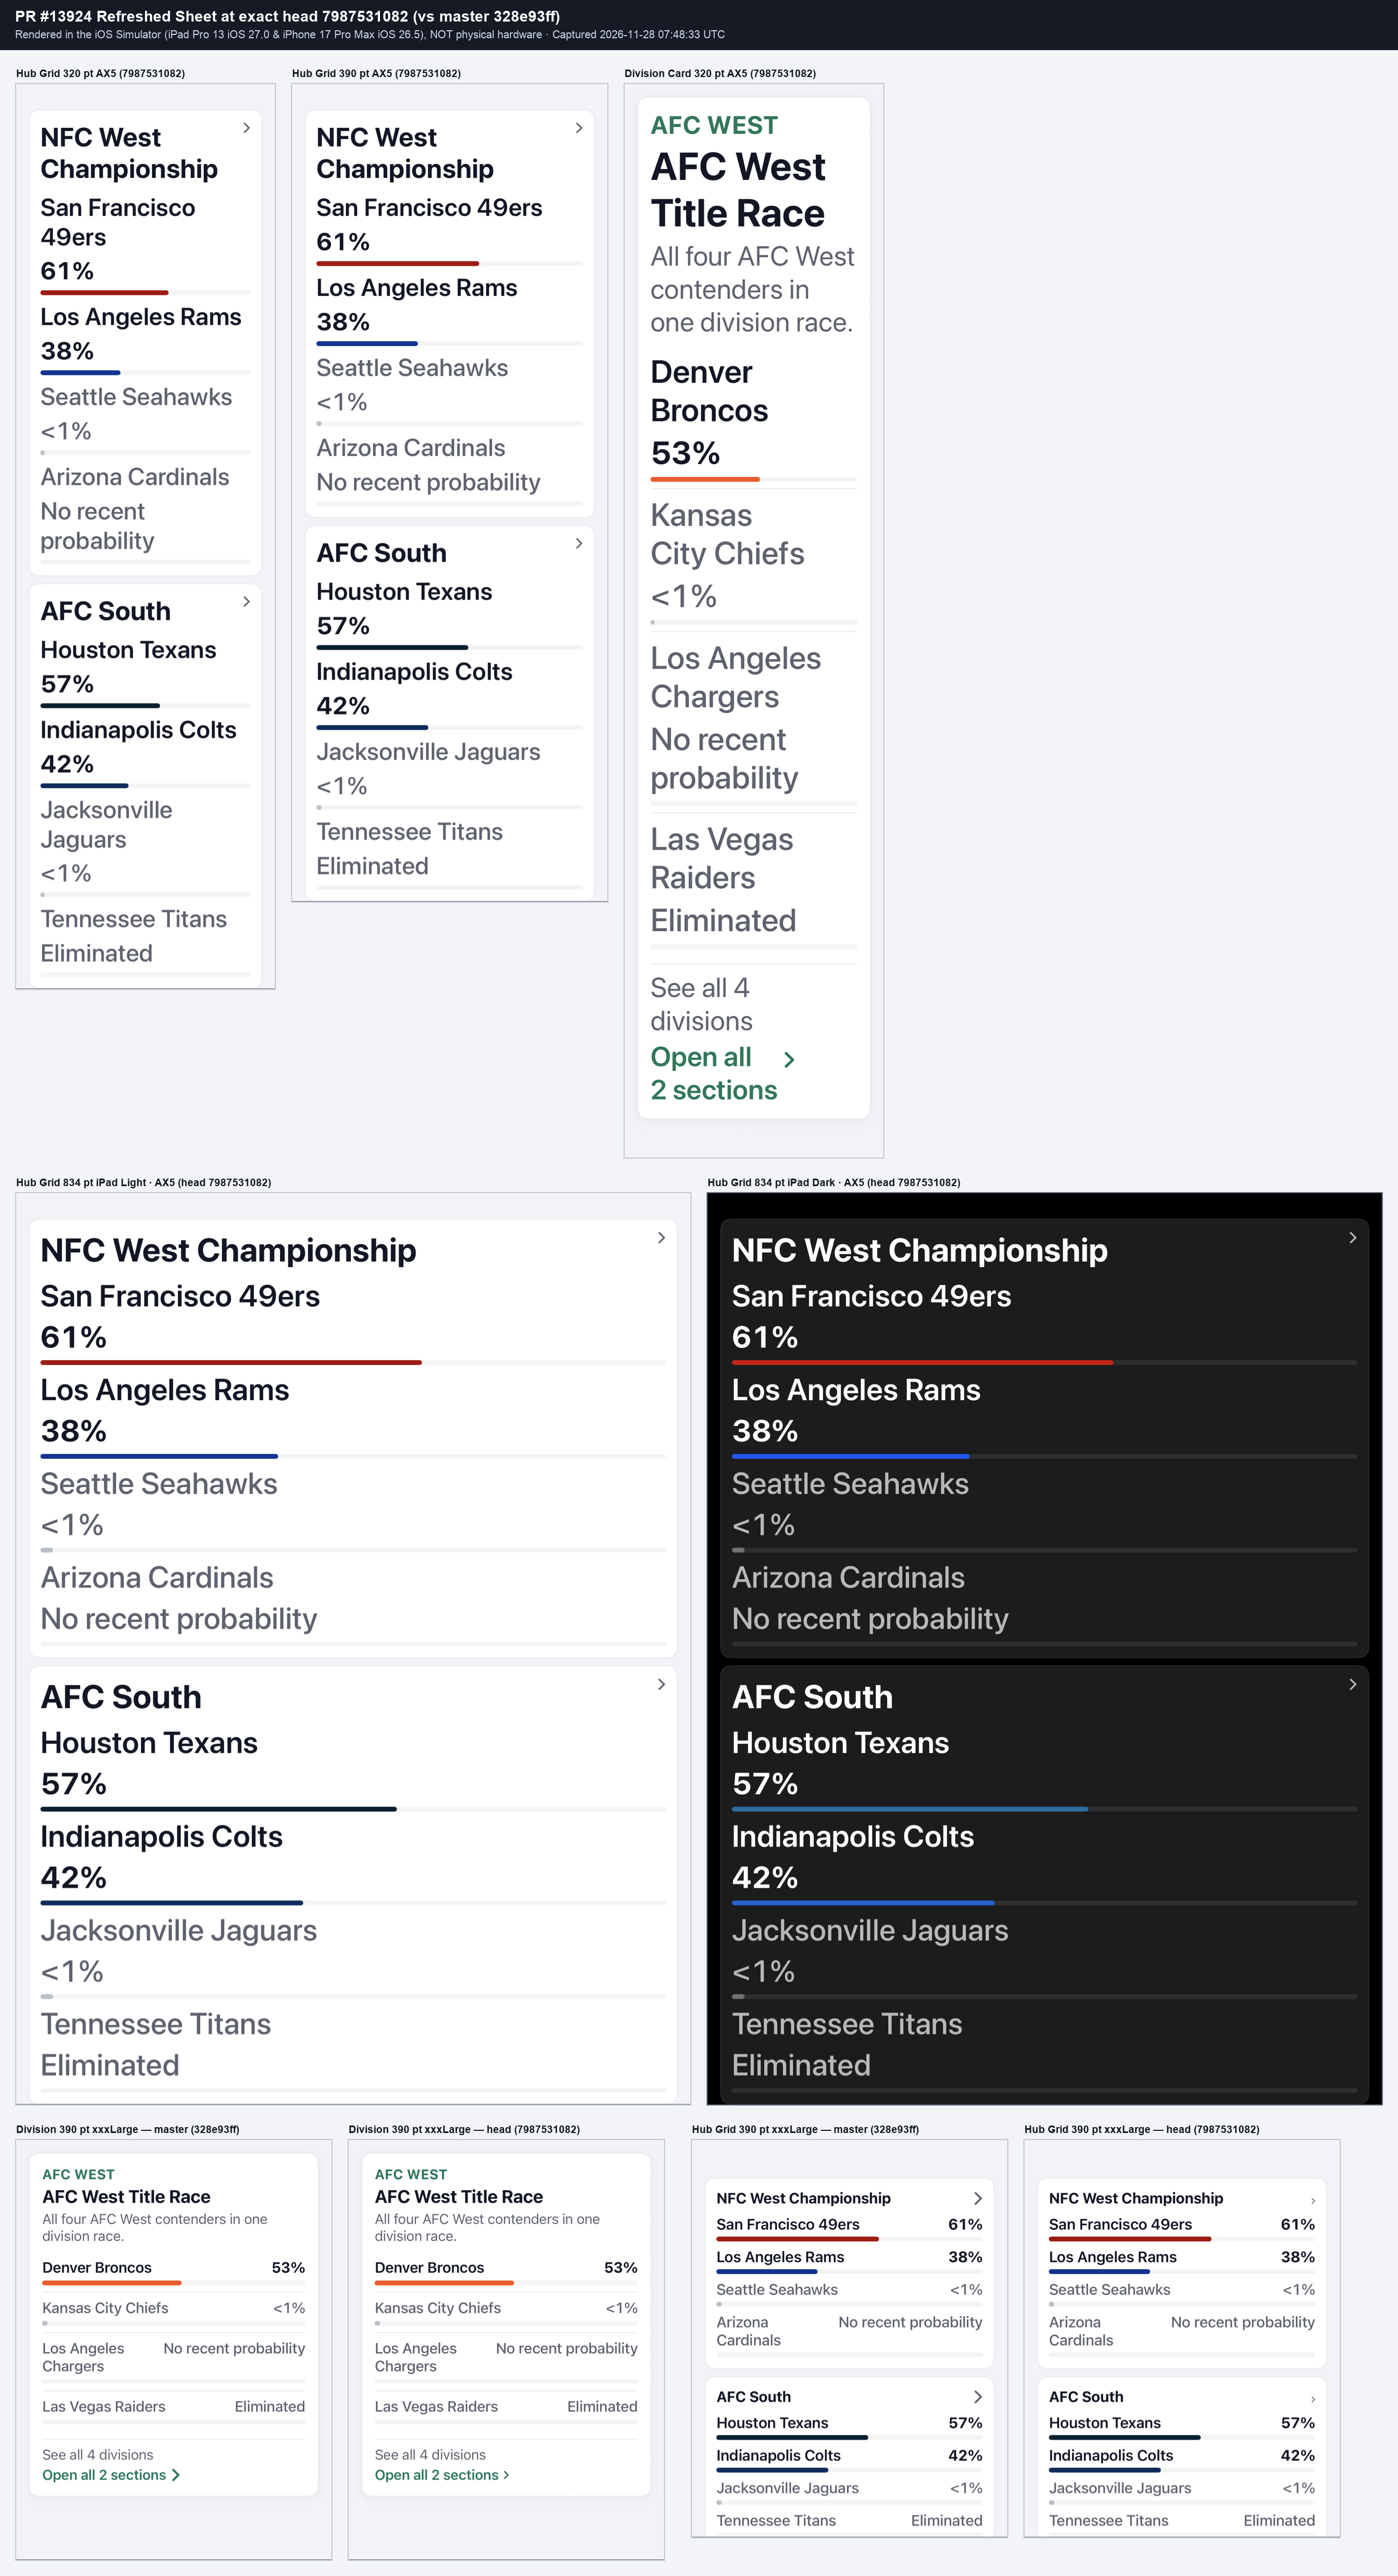 PR #13924 Refreshed Sheet at exact head 7987531082 (vs master 328e93ff)
Rendered in the iOS Simulator (iPad Pro 13 iOS 27.0 & iPhone 17 Pro Max iOS 26.5), NOT physical hardware · Captured 2026-11-28 07:48:33 UTC
Hub Grid 320 pt AX5 (7987531082)
NFC West
Championship
San Francisco
49ers
61%
Los Angeles Rams
38%
Seattle Seahawks
<1%
Arizona Cardinals
No recent
probability
AFC South
Houston Texans
57%
Indianapolis Colts
42%
Jacksonville
Jaguars
<1%
Tennessee Titans
Eliminated
Hub Grid 390 pt AX5 (7987531082)
NFC West
Championship
San Francisco 49ers
61%
Los Angeles Rams
38%
Seattle Seahawks
<1%
Arizona Cardinals
No recent probability
AFC South
Houston Texans
57%
Indianapolis Colts
42%
Jacksonville Jaguars
<1%
Tennessee Titans
Eliminated
Division Card 320 pt AX5 (7987531082)
AFC WEST
AFC West
Title Race
All four AFC West
contenders in
one division race.
Denver
Broncos
53%
Kansas
City Chiefs
<1%
Los Angeles
Chargers
No recent
probability
Las Vegas
Raiders
Eliminated
See all 4
divisions
Open all
2 sections
Hub Grid 834 pt iPad Light · AX5 (head 7987531082)
NFC West Championship
San Francisco 49ers
61%
Los Angeles Rams
38%
Seattle Seahawks
<1%
Arizona Cardinals
No recent probability
AFC South
Houston Texans
57%
Indianapolis Colts
42%
Jacksonville Jaguars
<1%
Tennessee Titans
Eliminated
Hub Grid 834 pt iPad Dark · AX5 (head 7987531082)
NFC West Championship
San Francisco 49ers
61%
Los Angeles Rams
38%
Seattle Seahawks
<1%
Arizona Cardinals
No recent probability
AFC South
Houston Texans
57%
Indianapolis Colts
42%
Jacksonville Jaguars
<1%
Tennessee Titans
Eliminated
Division 390 pt xxxLarge — master (328e93ff)
AFC WEST
AFC West Title Race
All four AFC West contenders in one
division race.
Denver Broncos 53%
Kansas City Chiefs <1%
Los Angeles No recent probability
Chargers
Las Vegas Raiders Eliminated
See all 4 divisions
Open all 2 sections
Division 390 pt xxxLarge — head (7987531082)
AFC WEST
AFC West Title Race
All four AFC West contenders in one
division race.
Denver Broncos 53%
Kansas City Chiefs <1%
Los Angeles No recent probability
Chargers
Las Vegas Raiders Eliminated
See all 4 divisions
Open all 2 sections
Hub Grid 390 pt xxxLarge — master (328e93ff)
NFC West Championship
San Francisco 49ers 61%
Los Angeles Rams 38%
Seattle Seahawks <1%
Arizona No recent probability
Cardinals
AFC South
Houston Texans 57%
Indianapolis Colts 42%
Jacksonville Jaguars <1%
Tennessee Titans Eliminated
Hub Grid 390 pt xxxLarge — head (7987531082)
NFC West Championship
San Francisco 49ers 61%
Los Angeles Rams 38%
Seattle Seahawks <1%
Arizona No recent probability
Cardinals
AFC South
Houston Texans 57%
Indianapolis Colts 42%
Jacksonville Jaguars <1%
Tennessee Titans Eliminated